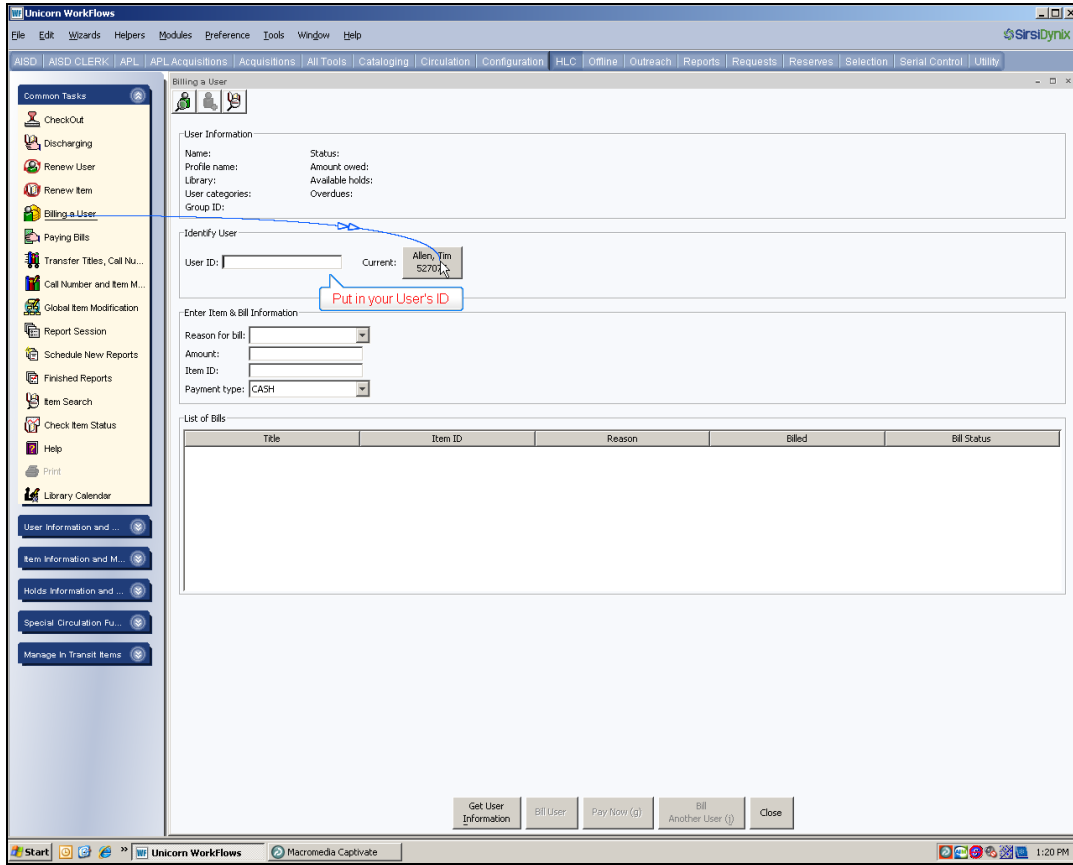 Unicorn WorkFlows
File Edit Wizards Helpers Modules Preference Tools Window Help
SirsiDynix
AISD AISD CLERK APL APL Acquisitions Acquisitions All Tools Cataloging Circulation Configuration HLC Offline Outreach Reports Requests Reserves Selection Serial Control Utility
Common Tasks
CheckOut
Discharging
Renew User
Renew Item
Billing a User
Paying Bills
Transfer Titles, Call Nu...
Call Number and Item M...
Global Item Modification
Report Session
Schedule New Reports
Finished Reports
Item Search
Check Item Status
Help
Print
Library Calendar
User Information and ...
Item Information and M...
Holds Information and ...
Special Circulation Fu...
Manage In Transit Items
Billing a User
User Information
Name: Status:
Profile name: Amount owed:
Library: Available holds:
User categories: Overdues:
Group ID:
Identify User
User ID: Current: Allen, Tim
52707
Put in your User's ID
Enter Item & Bill Information
Reason for bill:
Amount:
Item ID:
Payment type: CASH
List of Bills
Title Item ID Reason Billed Bill Status
Get User Information Bill User Pay Now (g) Bill Another User (j) Close
Start Unicorn WorkFlows Macromedia Captivate 1:20 PM